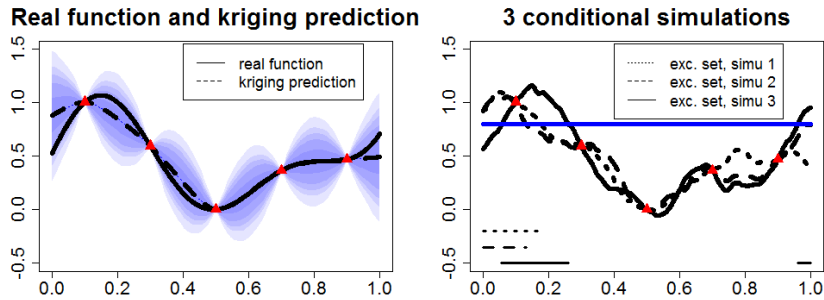 Real function and kriging prediction
real function
kriging prediction
1.5
1.0
0.5
0.0
-0.5
0.0 0.2 0.4 0.6 0.8 1.0
3 conditional simulations
exc. set, simu 1
exc. set, simu 2
exc. set, simu 3
1.5
1.0
0.5
0.0
-0.5
0.0 0.2 0.4 0.6 0.8 1.0